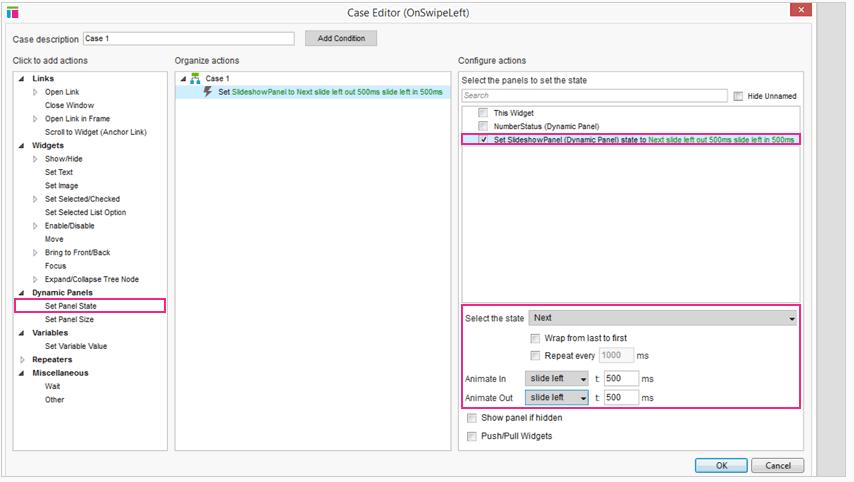 Case Editor (OnSwipeLeft)
Case description Case 1 Add Condition
Click to add actions
Links
Open Link
Close Window
Open Link in Frame
Scroll to Widget (Anchor Link)
Widgets
Show/Hide
Set Text
Set Image
Set Selected/Checked
Set Selected List Option
Enable/Disable
Move
Bring to Front/Back
Focus
Expand/Collapse Tree Node
Dynamic Panels
Set Panel State
Set Panel Size
Variables
Set Variable Value
Repeaters
Miscellaneous
Wait
Other
Organize actions
Case 1
Set SlideshowPanel to Next slide left out 500ms slide left in 500ms
Configure actions
Select the panels to set the state
Search Hide Unnamed
This Widget
NumberStatus (Dynamic Panel)
Set SlideshowPanel (Dynamic Panel) state to Next slide left out 500ms slide left in 500ms
Select the state Next
Wrap from last to first
Repeat every 1000 ms
Animate In slide left t: 500 ms
Animate Out slide left t: 500 ms
Show panel if hidden
Push/Pull Widgets
OK Cancel